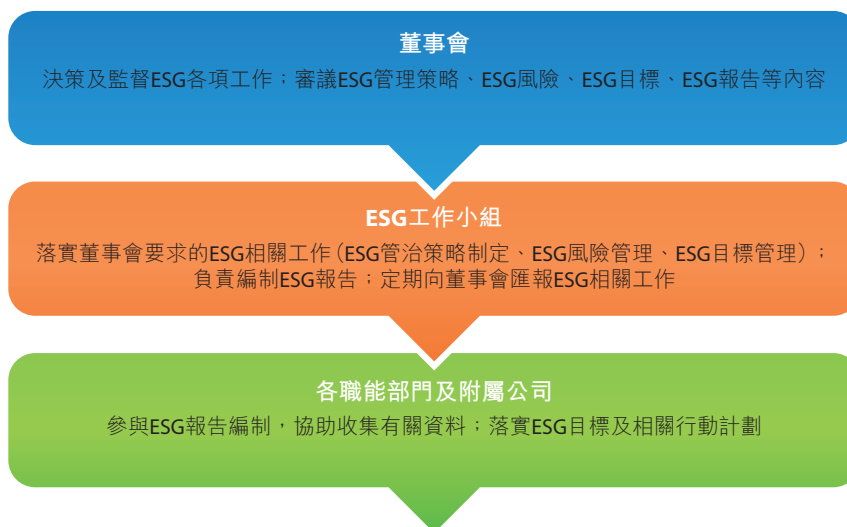 董事會
決策及監督ESG各項工作；審議ESG管理策略、ESG風險、ESG目標、ESG報告等內容
ESG工作小組
落實董事會要求的ESG相關工作（ESG管治策略制定、ESG風險管理、ESG目標管理）；
負責編制ESG報告；定期向董事會匯報ESG相關工作
各職能部門及附屬公司
參與ESG報告編制，協助收集有關資料；落實ESG目標及相關行動計劃